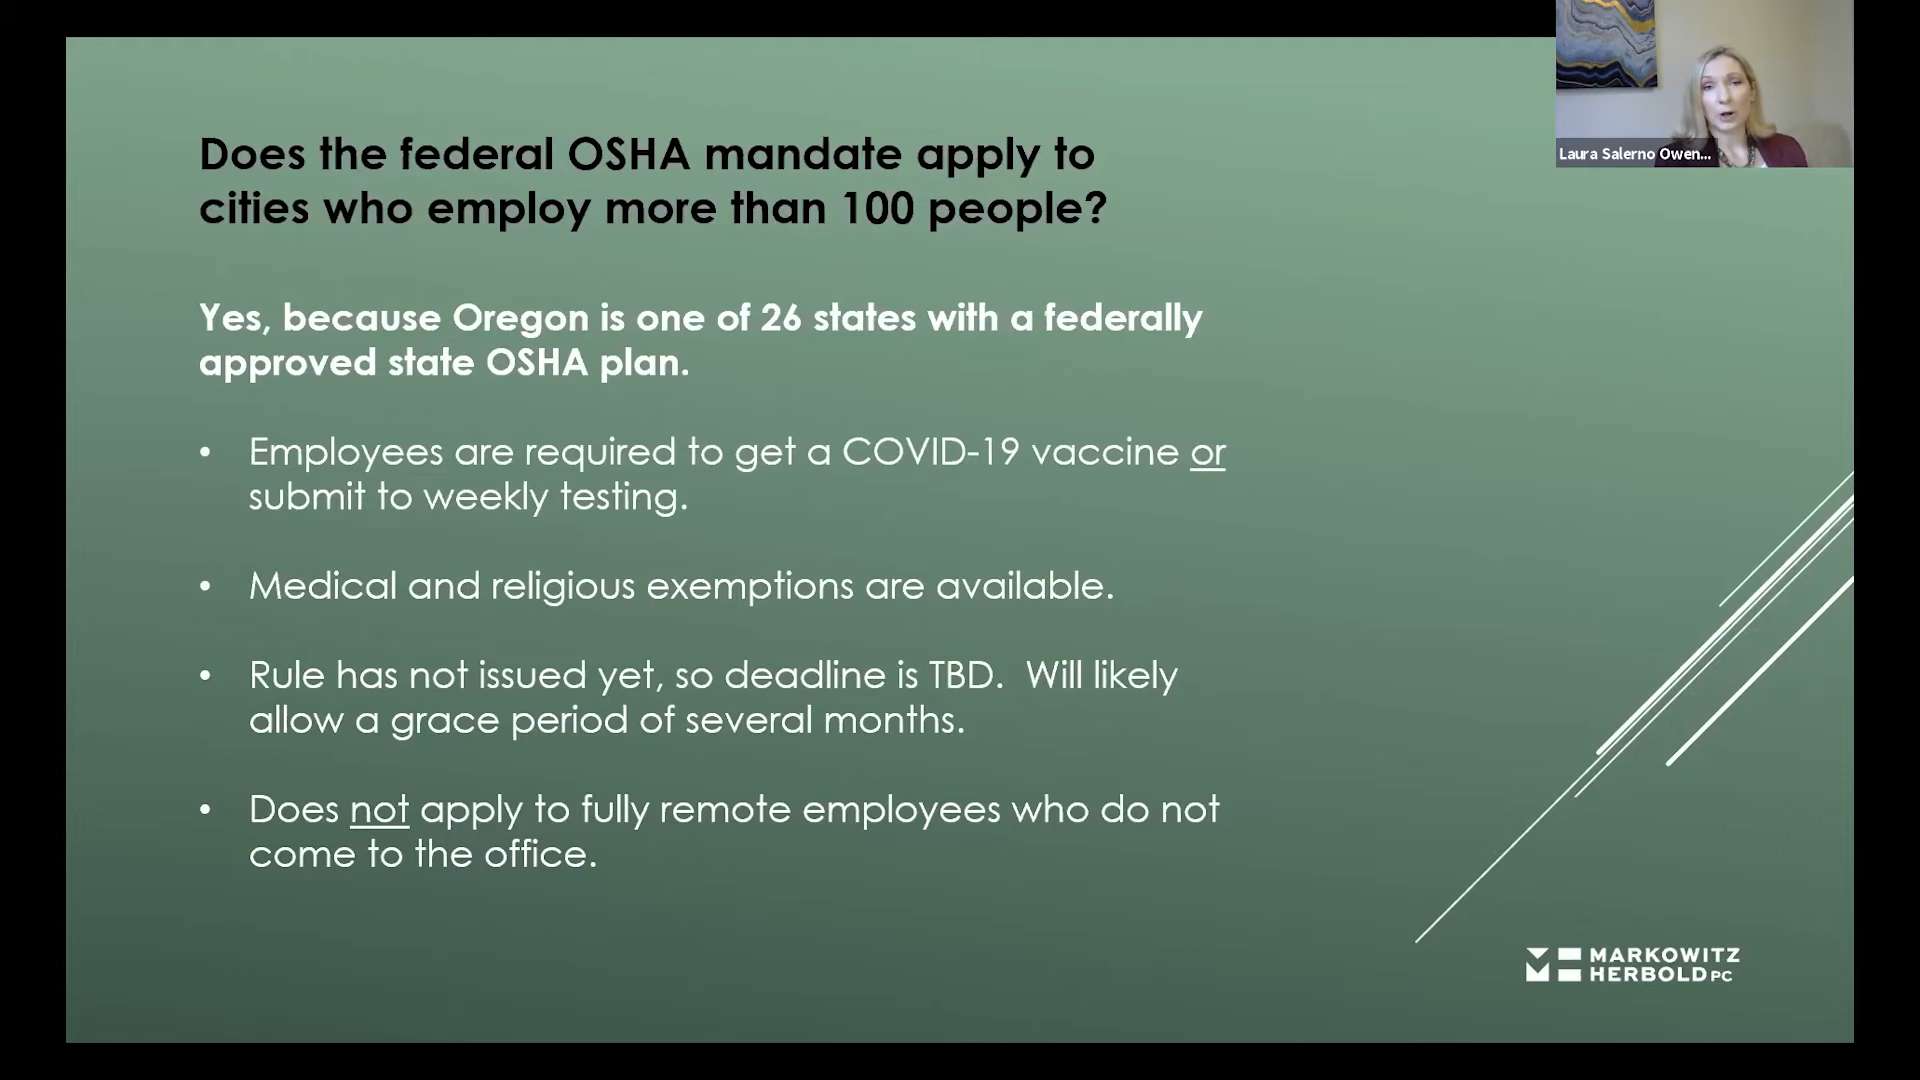 Laura Salerno Owen...
Does the federal OSHA mandate apply to
cities who employ more than 100 people?
Yes, because Oregon is one of 26 states with a federally
approved state OSHA plan.
• Employees are required to get a COVID-19 vaccine or
submit to weekly testing.
• Medical and religious exemptions are available.
• Rule has not issued yet, so deadline is TBD.  Will likely
allow a grace period of several months.
• Does not apply to fully remote employees who do not
come to the office.
MARKOWITZ
HERBOLD PC